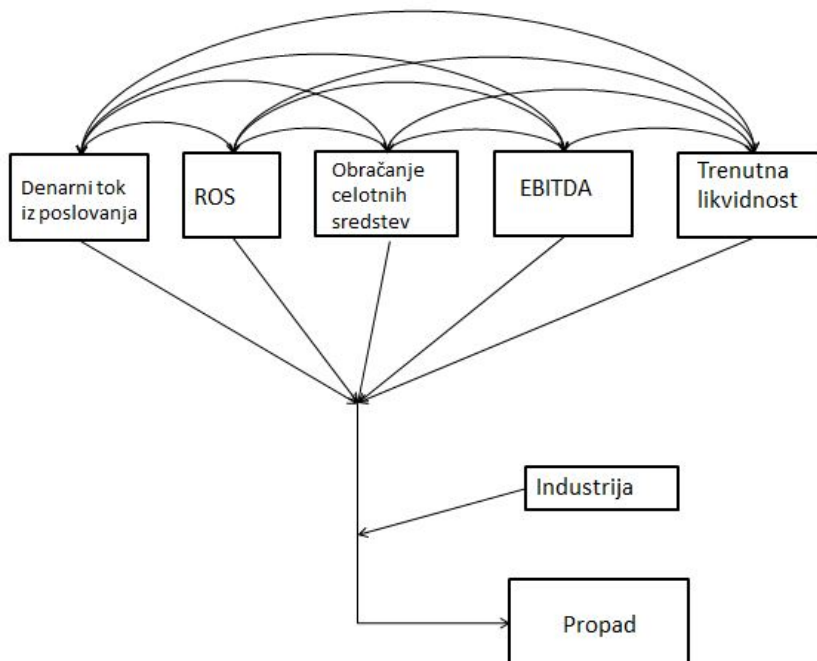 Denarni tok
iz poslovanja
ROS
Obračanje
celotnih
sredstev
EBITDA
Trenutna
likvidnost
Industrija
Propad